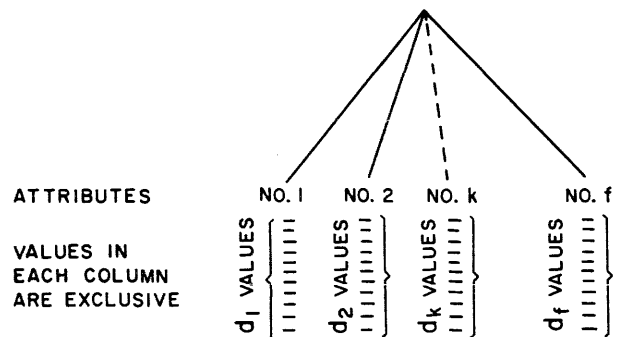 ATTRIBUTES NO. 1 NO. 2 NO. k NO. f
VALUES IN
EACH COLUMN
ARE EXCLUSIVE
d1 VALUES
d2 VALUES
dk VALUES
df VALUES